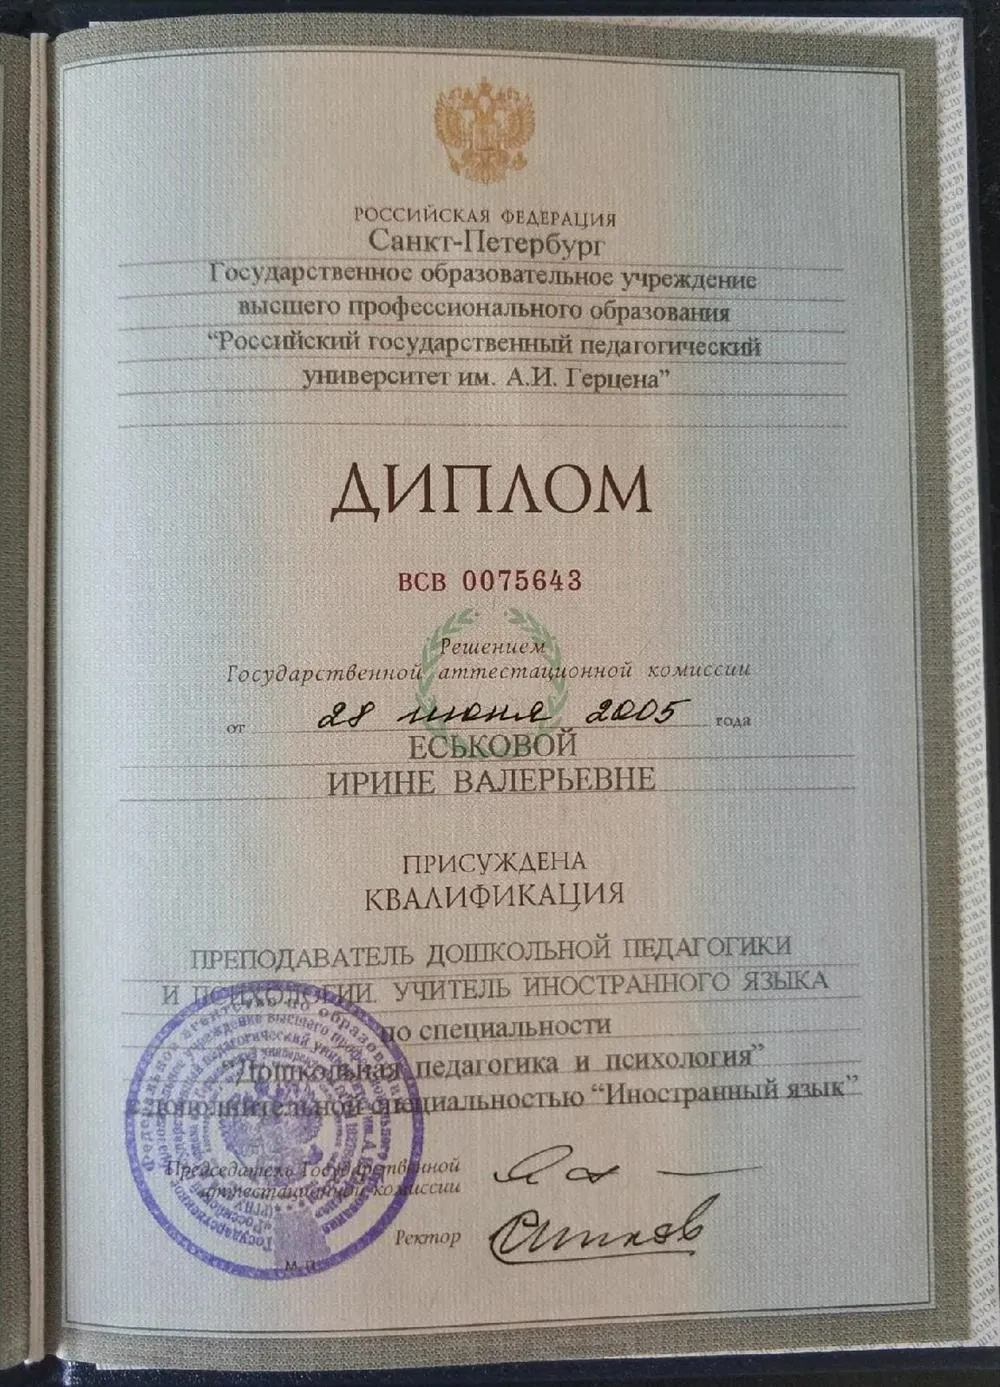 РОССИЙСКАЯ ФЕДЕРАЦИЯ
Санкт-Петербург
Государственное образовательное учреждение
высшего профессионального образования
“Российский государственный педагогический
университет им. А.И. Герцена”
ДИПЛОМ
ВСВ 0075643
Решением
Государственной аттестационной комиссии
от 28 июня 2005 года
ЕСЬКОВОЙ
ИРИНЕ ВАЛЕРЬЕВНЕ
ПРИСУЖДЕНА
КВАЛИФИКАЦИЯ
ПРЕПОДАВАТЕЛЬ ДОШКОЛЬНОЙ ПЕДАГОГИКИ
И ПСИХОЛОГИИ. УЧИТЕЛЬ ИНОСТРАННОГО ЯЗЫКА
по специальности
“Дошкольная педагогика и психология”
дополнительной специальностью “Иностранный язык”
Председатель Государственной
аттестационной комиссии
Ректор
М.П.